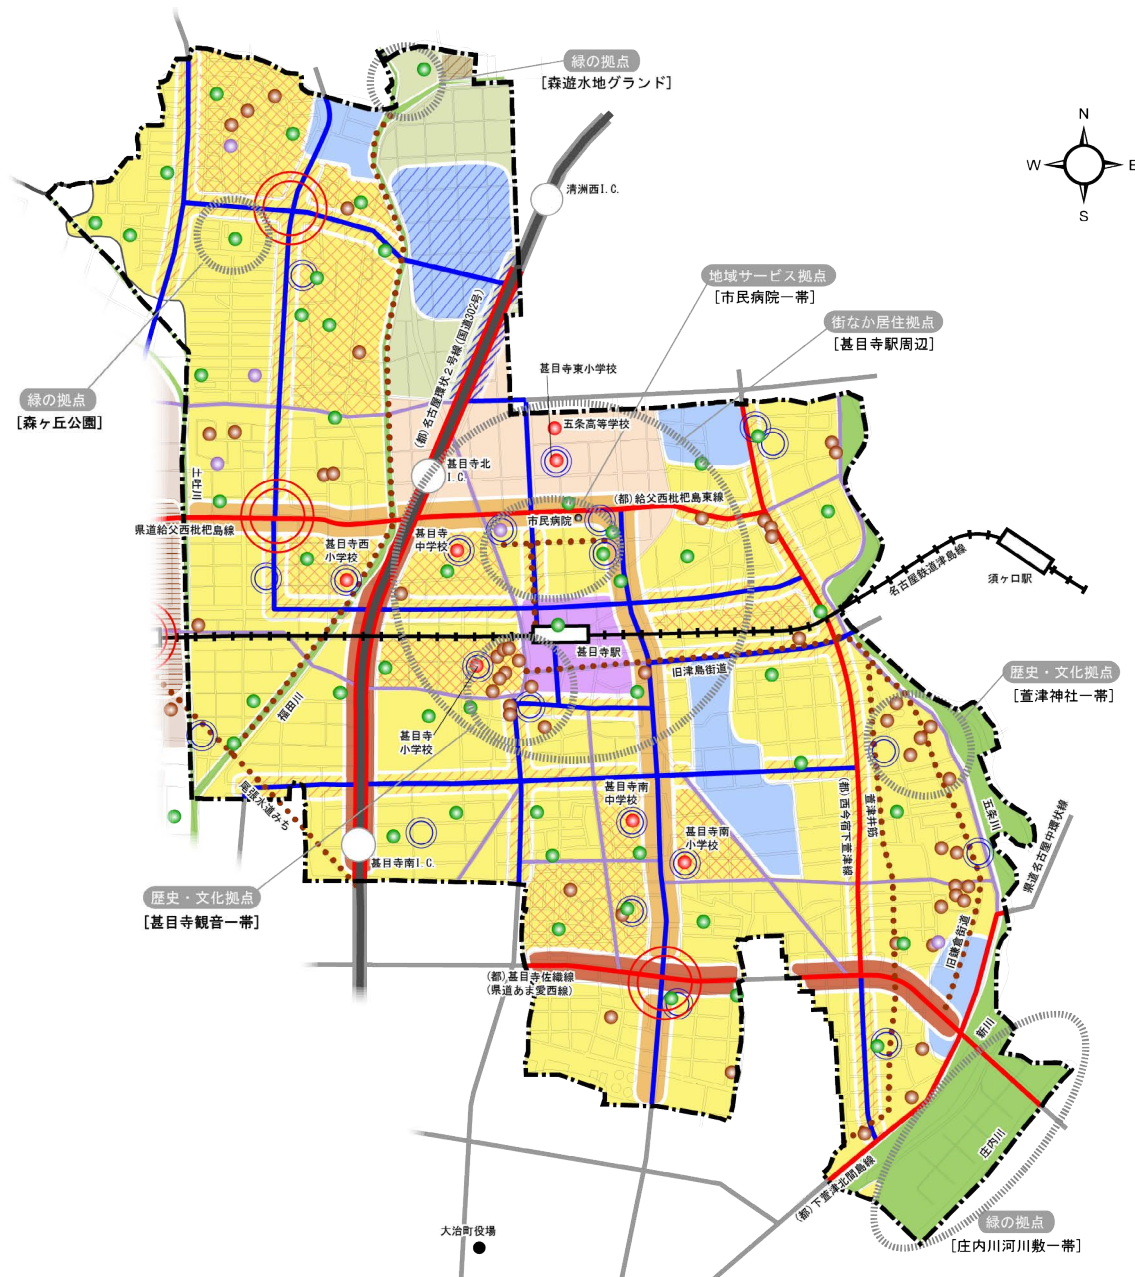 緑の拠点
[森遊水地グランド]
N
W
E
S
清洲西I.C.
地域サービス拠点
[市民病院一帯]
街なか居住拠点
[甚目寺駅周辺]
(都)名古屋環状2号線(国道302号)
甚目寺東小学校
緑の拠点
[森ヶ丘公園]
五条高等学校
甚目寺北
I.C.
土吐川
(都)給父西枇杷島東線
県道給父西枇杷島線
市民病院
甚目寺
中学校
甚目寺西
小学校
名古屋鉄道津島線
須ヶ口駅
甚目寺駅
旧津島街道
歴史・文化拠点
[萱津神社一帯]
福田川
甚目寺
小学校
尾張水道みち
甚目寺南
中学校
(都)西今宿下萱津線
萱津井筋
五条川
県道名古屋中環状線
甚目寺南
小学校
甚目寺南I.C.
歴史・文化拠点
[甚目寺観音一帯]
旧鎌倉街道
(都)甚目寺佐織線
(県道あま愛西線)
新川
庄内川
(都)下萱津北間島線
緑の拠点
[庄内川河川敷一帯]
大治町役場